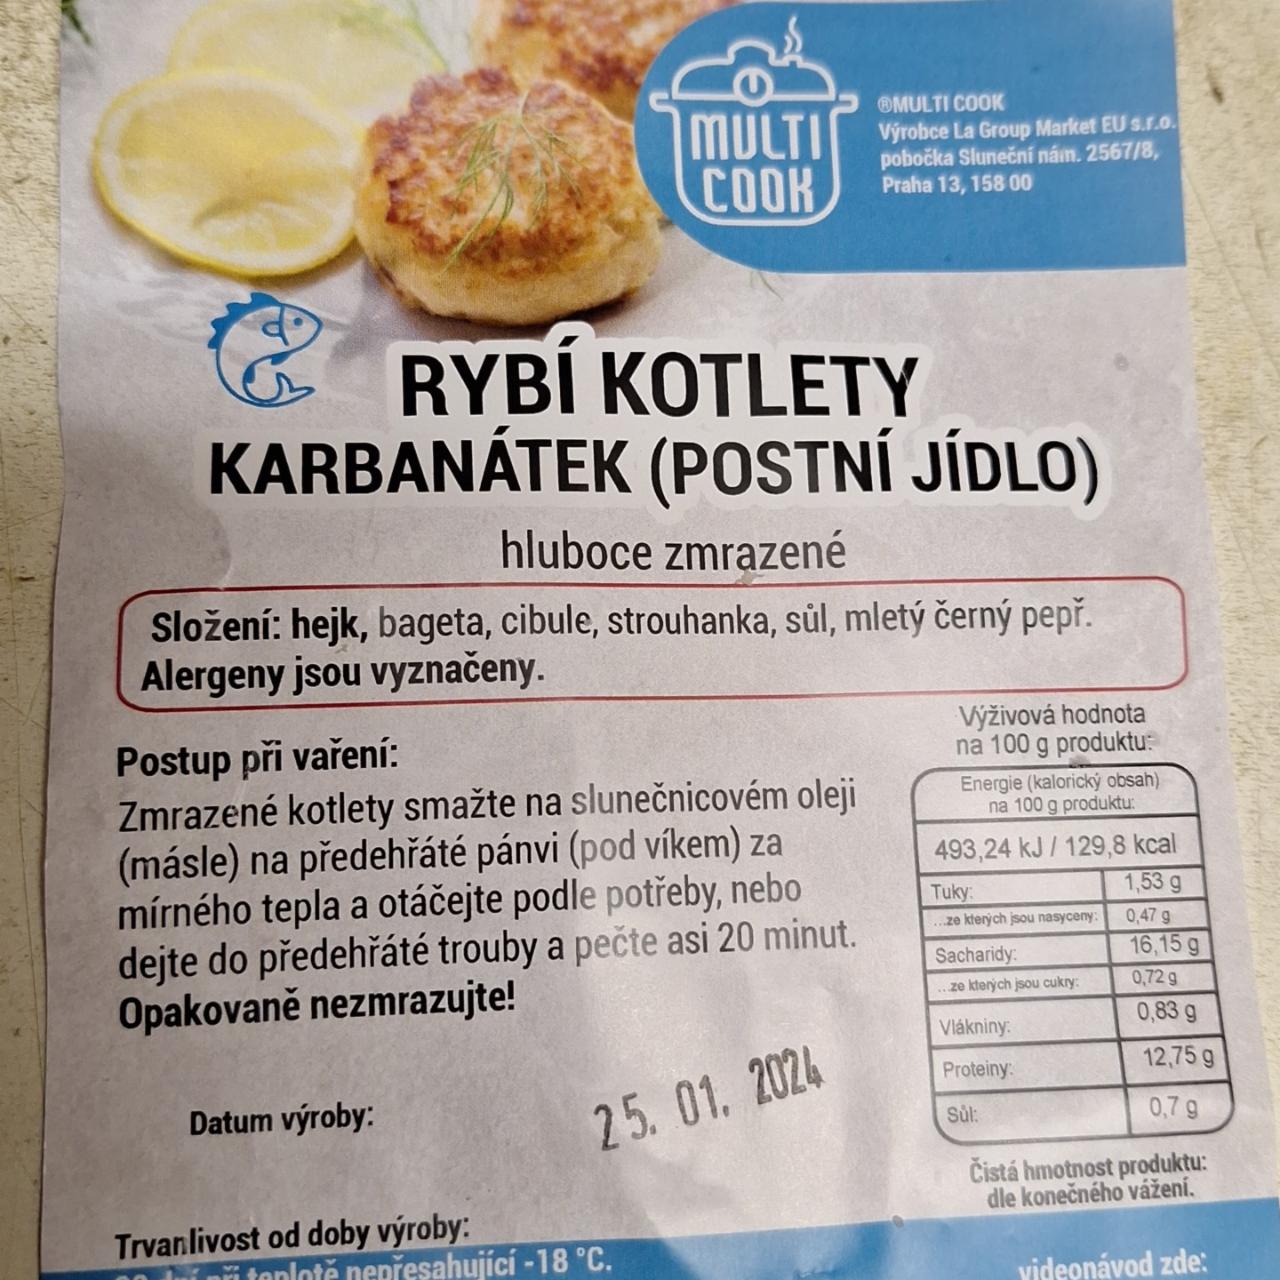 MULTI
COOK
®MULTI COOK
Výrobce La Group Market EU s.r.o.
pobočka Sluneční nám. 2567/8,
Praha 13, 158 00
RYBÍ KOTLETY
KARBANÁTEK (POSTNÍ JÍDLO)
hluboce zmrazené
Složení: hejk, bageta, cibule, strouhanka, sůl, mletý černý pepř.
Alergeny jsou vyznačeny.
Postup při vaření:
Zmrazené kotlety smažte na slunečnicovém oleji
(másle) na předehřáté pánvi (pod víkem) za
mírného tepla a otáčejte podle potřeby, nebo
dejte do předehřáté trouby a pečte asi 20 minut.
Opakovaně nezmrazujte!
Výživová hodnota
na 100 g produktu:
Energie (kalorický obsah)
na 100 g produktu:
493,24 kJ / 129,8 kcal
Tuky: 1,53 g
...ze kterých jsou nasyceny: 0,47 g
Sacharidy: 16,15 g
...ze kterých jsou cukry: 0,72 g
Vlákniny: 0,83 g
Proteiny: 12,75 g
Sůl: 0,7 g
Čistá hmotnost produktu:
dle konečného vážení.
Datum výroby: 25. 01. 2024
Trvanlivost od doby výroby:
při teplotě nepřesahující -18 °C.
videonávod zde: